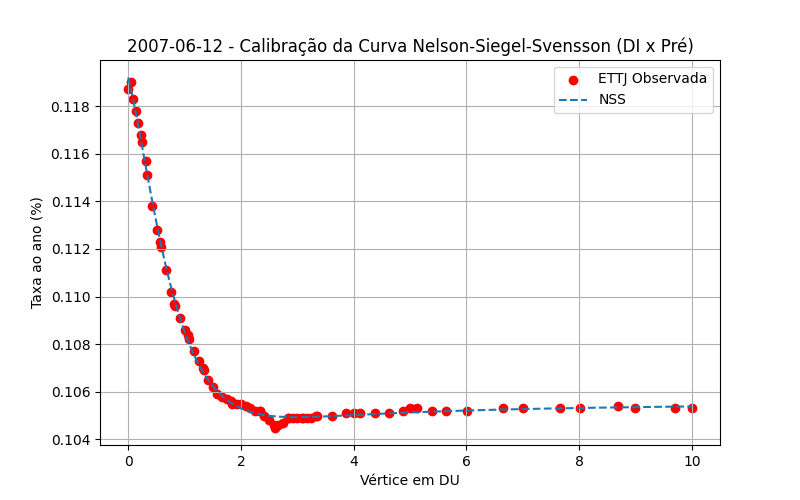 2007-06-12 - Calibração da Curva Nelson-Siegel-Svensson (DI x Pré)
ETTJ Observada
NSS
Taxa ao ano (%)
0.118
0.116
0.114
0.112
0.110
0.108
0.106
0.104
0 2 4 6 8 10
Vértice em DU